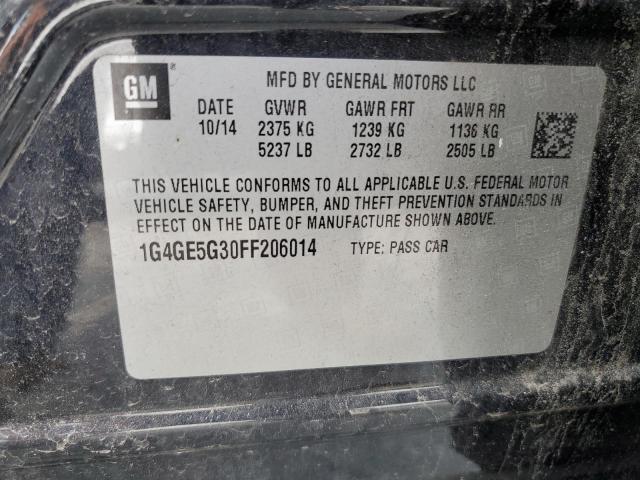 GM
MFD BY GENERAL MOTORS LLC
DATE GVWR GAWR FRT GAWR RR
10/14 2375 KG 1239 KG 1136 KG
5237 LB 2732 LB 2505 LB
THIS VEHICLE CONFORMS TO ALL APPLICABLE U.S. FEDERAL MOTOR
VEHICLE SAFETY, BUMPER, AND THEFT PREVENTION STANDARDS IN
EFFECT ON THE DATE OF MANUFACTURE SHOWN ABOVE.
1G4GE5G30FF206014 TYPE: PASS CAR